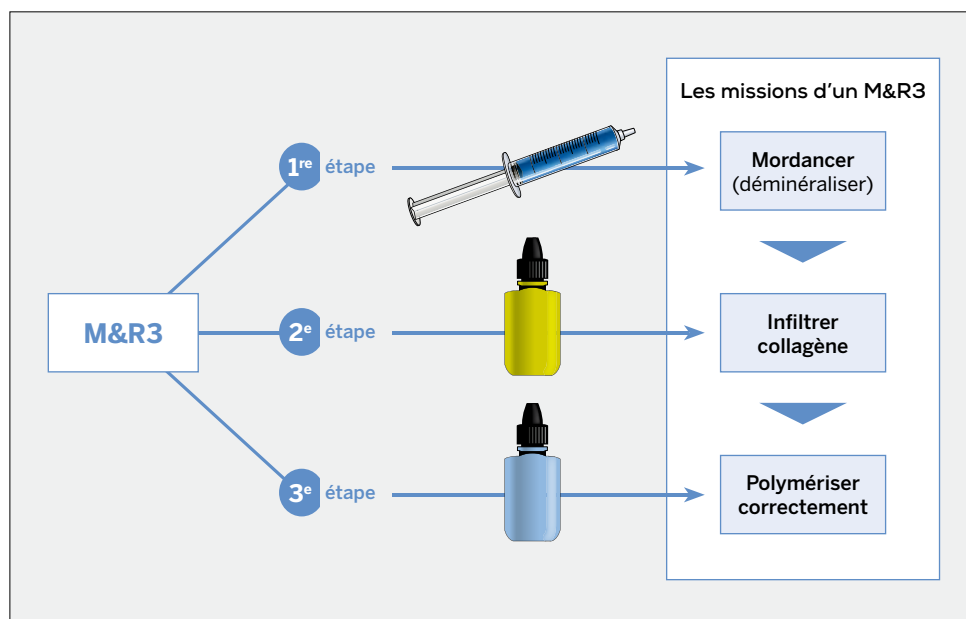 Les missions d'un M&R3
1re étape
Mordancer
(déminéraliser)
M&R3
2e étape
Infiltrer
collagène
3e étape
Polymériser
correctement